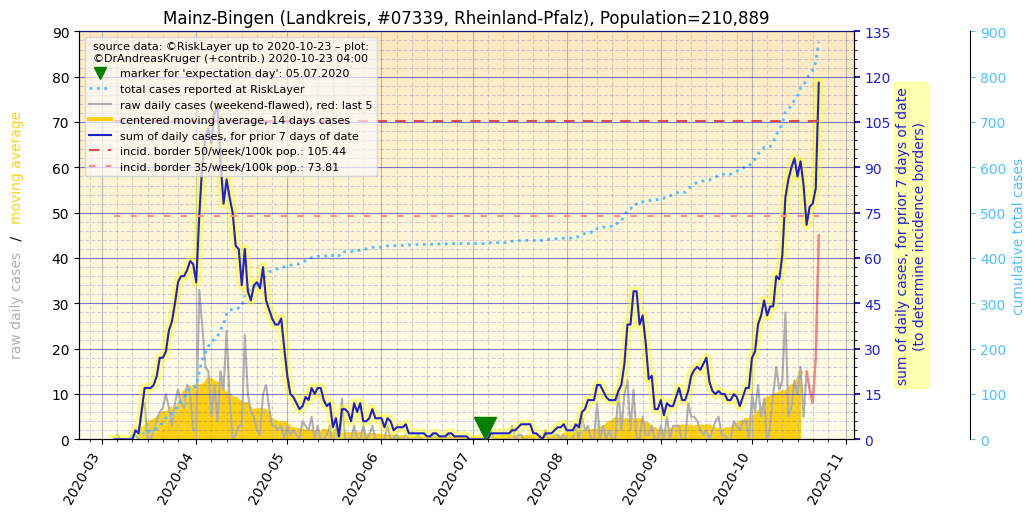 Mainz-Bingen (Landkreis, #07339, Rheinland-Pfalz), Population=210,889
source data: ©RiskLayer up to 2020-10-23 – plot:
©DrAndreasKruger (+contrib.) 2020-10-23 04:00
marker for 'expectation day': 05.07.2020
total cases reported at RiskLayer
raw daily cases (weekend-flawed), red: last 5
centered moving average, 14 days cases
sum of daily cases, for prior 7 days of date
incid. border 50/week/100k pop.: 105.44
incid. border 35/week/100k pop.: 73.81
raw daily cases / moving average
90
80
70
60
50
40
30
20
10
0
135
120
105
90
75
60
45
30
15
0
sum of daily cases, for prior 7 days of date
(to determine incidence borders)
900
800
700
600
500
400
300
200
100
0
cumulative total cases
2020-03
2020-04
2020-05
2020-06
2020-07
2020-08
2020-09
2020-10
2020-11